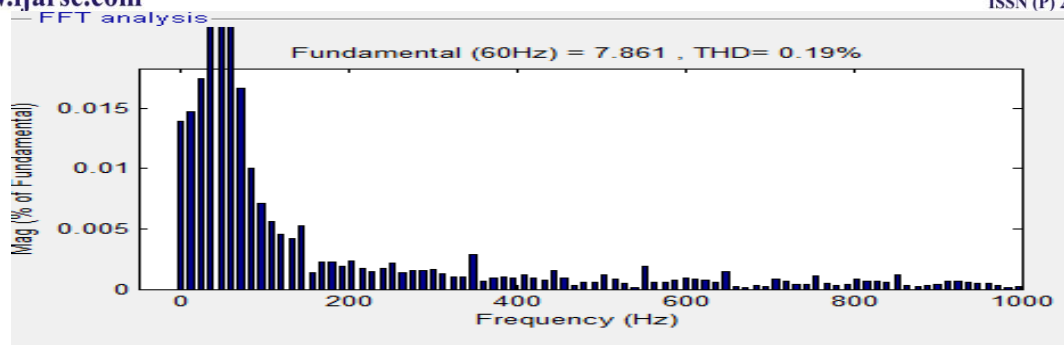 FFT analysis
Fundamental (60Hz) = 7.861 , THD= 0.19%
Mag (% of Fundamental)
0.015
0.01
0.005
0
0
200
400
600
800
1000
Frequency (Hz)